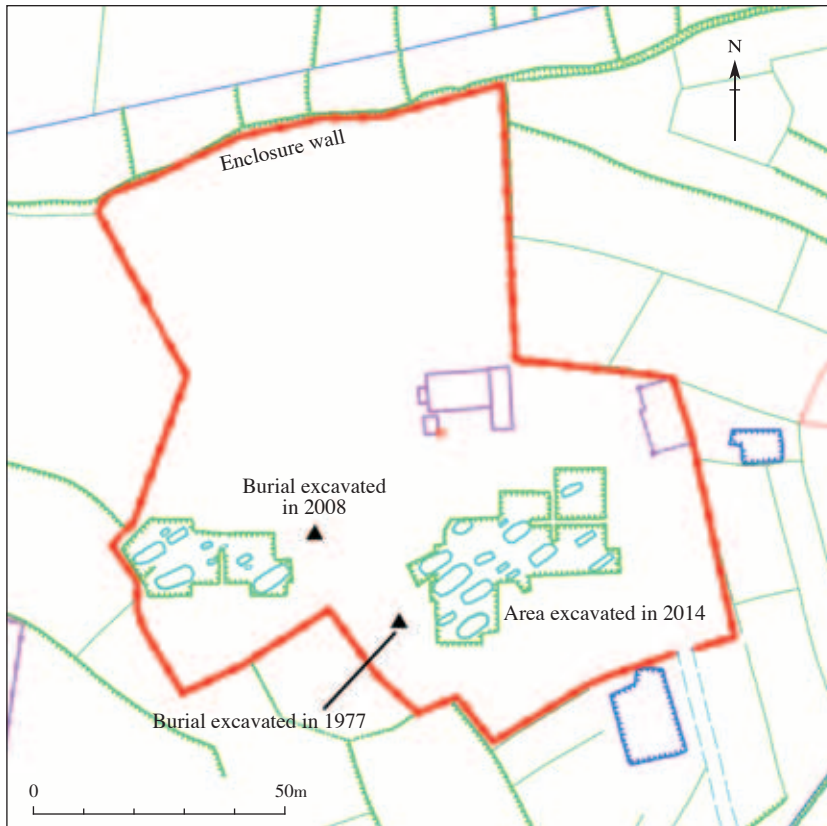 N
Enclosure wall
Burial excavated
in 2008
Area excavated in 2014
Burial excavated in 1977
0 50m